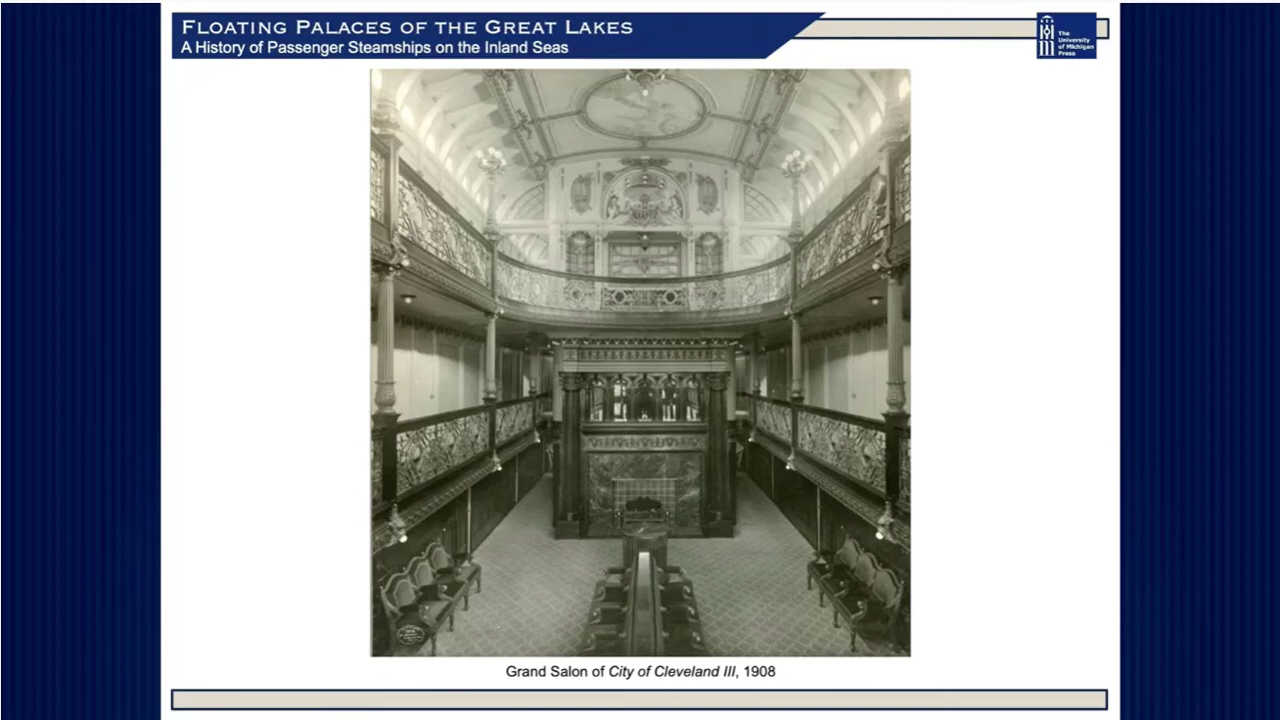 FLOATING PALACES OF THE GREAT LAKES
A History of Passenger Steamships on the Inland Seas
The
University
of Michigan
Press
Grand Salon of City of Cleveland III, 1908